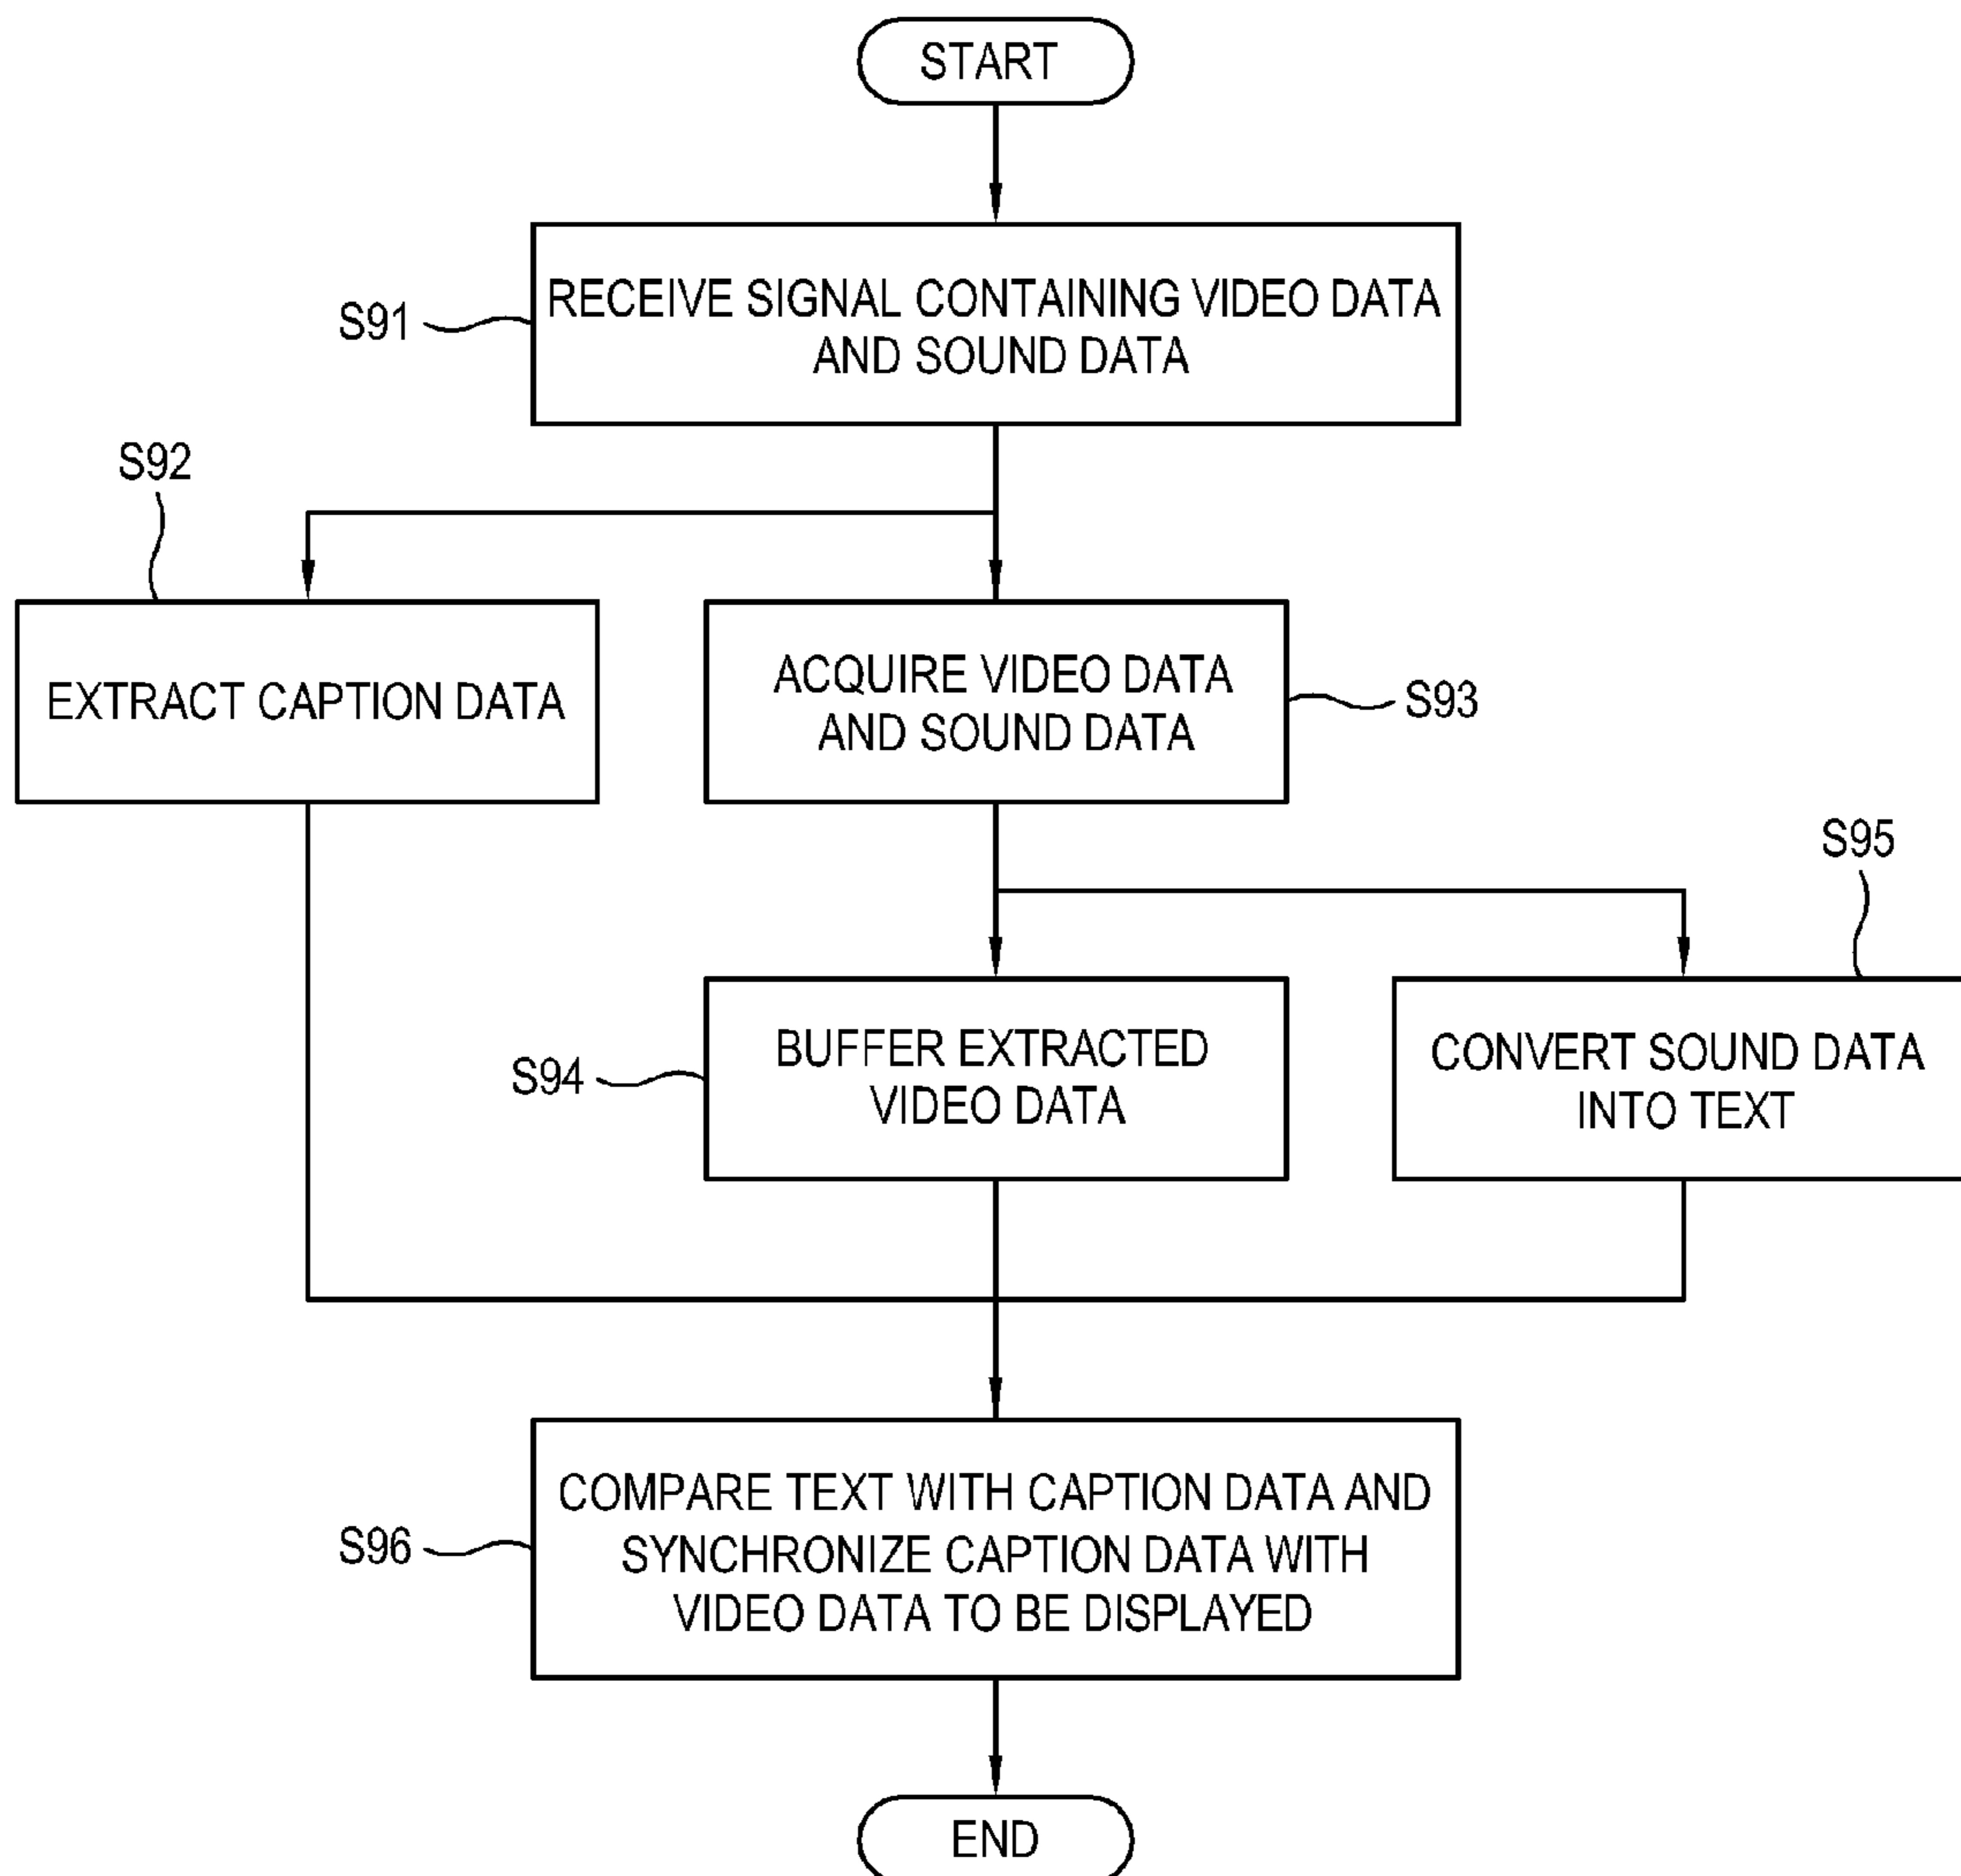 START
S91
RECEIVE SIGNAL CONTAINING VIDEO DATA
AND SOUND DATA
S92
EXTRACT CAPTION DATA
ACQUIRE VIDEO DATA
AND SOUND DATA
S93
S94
BUFFER EXTRACTED
VIDEO DATA
S95
CONVERT SOUND DATA
INTO TEXT
S96
COMPARE TEXT WITH CAPTION DATA AND
SYNCHRONIZE CAPTION DATA WITH
VIDEO DATA TO BE DISPLAYED
END